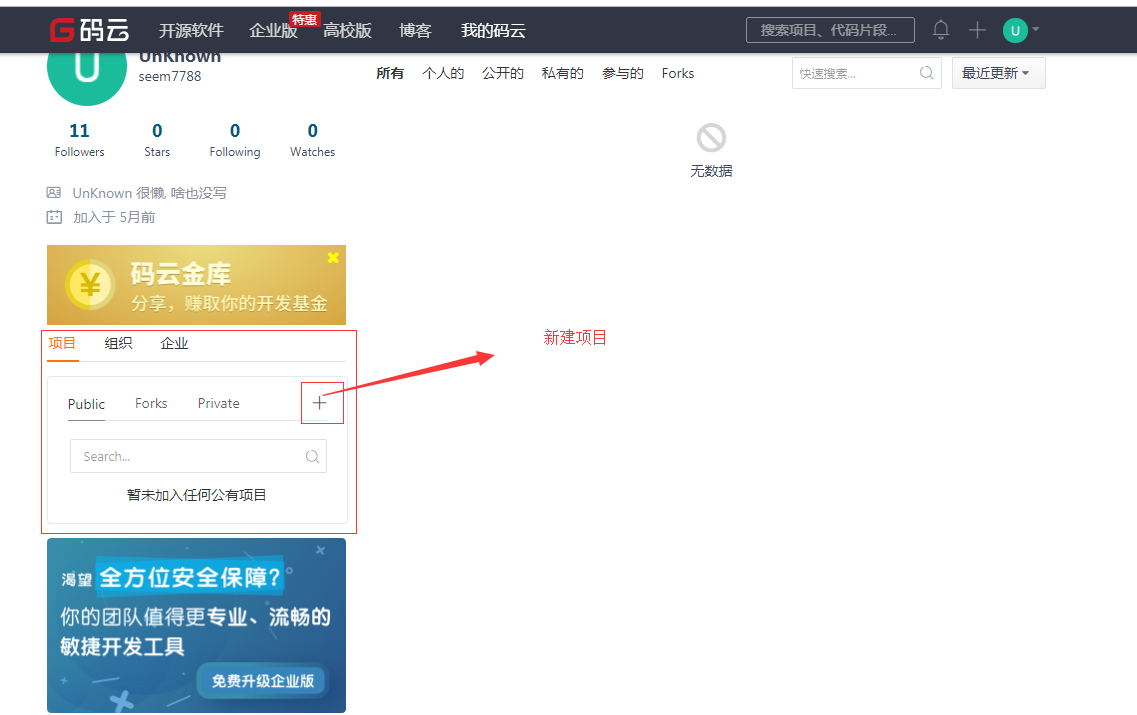 码云 开源软件 企业版 特惠 高校版 博客 我的码云 搜索项目、代码片段... U
U
UnKnown
seem7788
所有 个人的 公开的 私有的 参与的 Forks 快速搜索... 最近更新
11 0 0 0
Followers Stars Following Watches
无数据
UnKnown 很懒, 啥也没写
加入于 5月前
¥ 码云金库
分享，赚取你的开发基金
项目 组织 企业
新建项目
Public Forks Private
Search...
暂未加入任何公有项目
渴望 全方位安全保障?
你的团队值得更专业、流畅的
敏捷开发工具
免费升级企业版